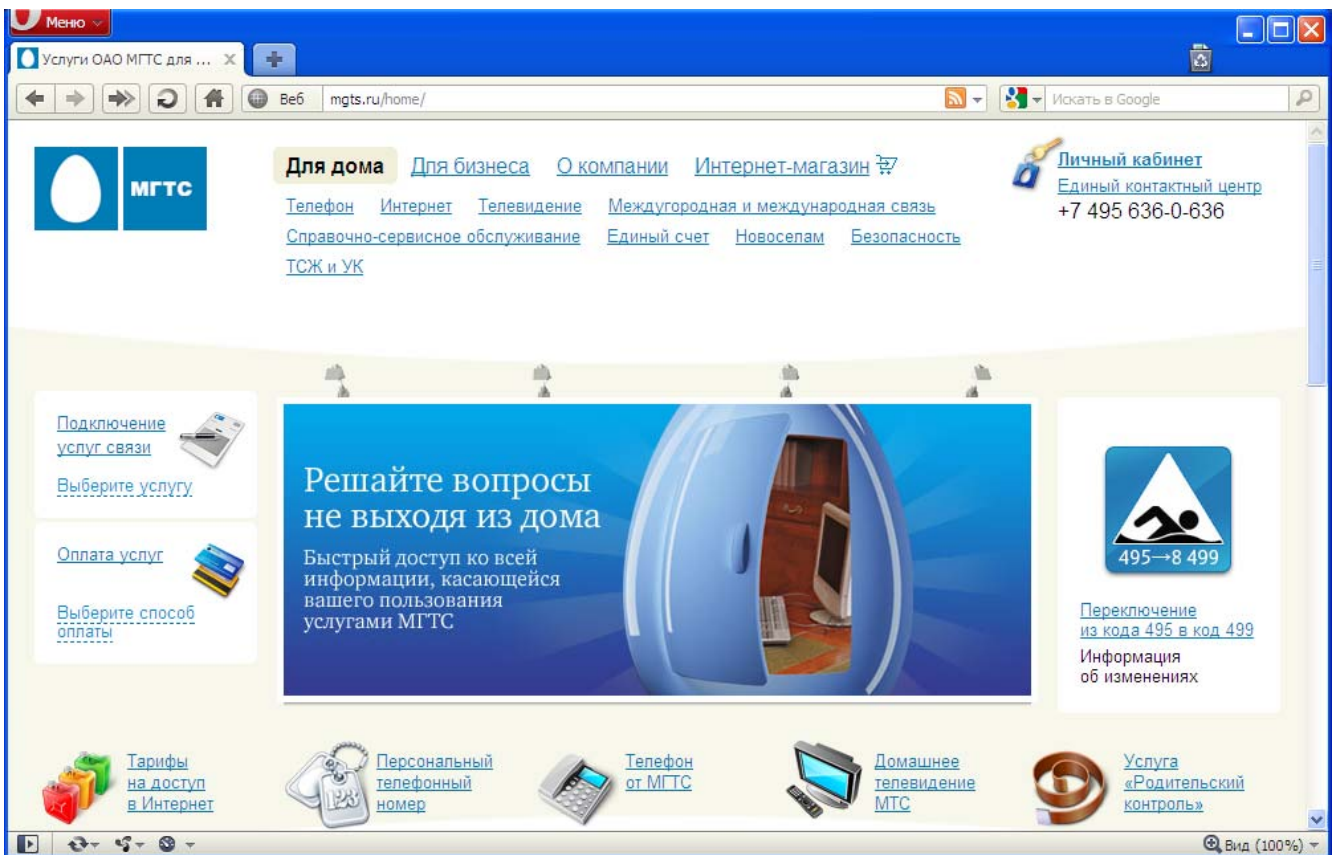 Меню
Услуги ОАО МГТС для ...
Веб mgts.ru/home/ Искать в Google
МГТС
Для дома Для бизнеса О компании Интернет-магазин
Телефон Интернет Телевидение Междугородная и международная связь
Справочно-сервисное обслуживание Единый счет Новоселам Безопасность
ТСЖ и УК
Личный кабинет
Единый контактный центр
+7 495 636-0-636
Подключение
услуг связи
Выберите услугу
Оплата услуг
Выберите способ
оплаты
Решайте вопросы
не выходя из дома
Быстрый доступ ко всей
информации, касающейся
вашего пользования
услугами МГТС
495→8 499
Переключение
из кода 495 в код 499
Информация
об изменениях
Тарифы
на доступ
в Интернет
123
Персональный
телефонный
номер
Телефон
от МГТС
Домашнее
телевидение
МТС
Услуга
«Родительский
контроль»
Вид (100%)